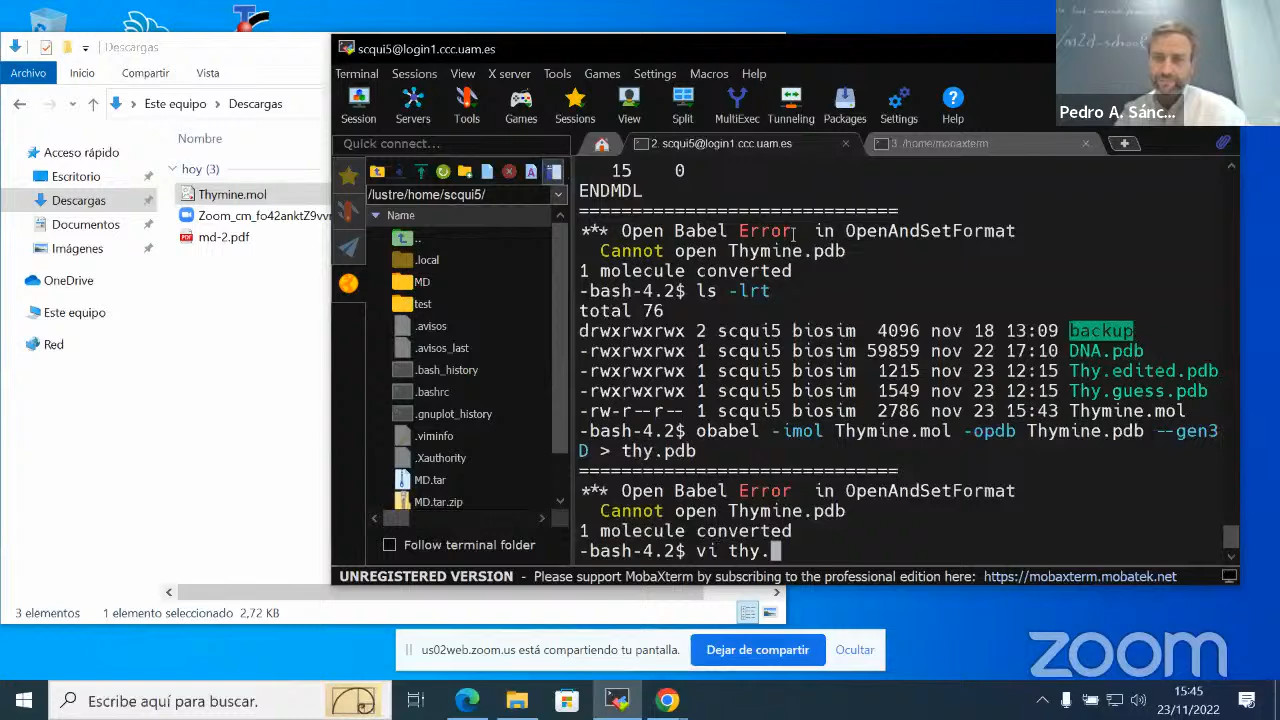 Descargas
Archivo
Inicio
Compartir
Vista
Este equipo
Descargas
Nombre
Acceso rápido
hoy (3)
Escritorio
Thymine.mol
Descargas
Documentos
md-2.pdf
md-2
Imágenes
OneDrive
Este equipo
Red
3 elementos
1 elemento seleccionado 2,72 KB
scqui5@login1.ccc.uam.es
Terminal Sessions View X server Tools Games Settings Macros Help
Session Servers Tools Games Sessions View Split MultiExec Tunneling Packages Settings Help
Quick connect...
2. scqui5@login1.ccc.uam.es
3. /home/mobaxterm
/lustre/home/scqui5/
Name
..
.local
MD
test
.avisos
.avisos_last
.bash_history
.bashrc
.gnuplot_history
.viminfo
.Xauthority
MD.tar
MD.tar.zip
Follow terminal folder
15 0
ENDMDL
==============================
*** Open Babel Error in OpenAndSetFormat
Cannot open Thymine.pdb
1 molecule converted
-bash-4.2$ ls -lrt
total 76
drwxrwxrwx 2 scqui5 biosim 4096 nov 18 13:09 backup
-rwxrwxrwx 1 scqui5 biosim 59859 nov 22 17:10 DNA.pdb
-rwxrwxrwx 1 scqui5 biosim 1215 nov 23 12:15 Thy.edited.pdb
-rwxrwxrwx 1 scqui5 biosim 1549 nov 23 12:15 Thy.guess.pdb
-rw-r--r-- 1 scqui5 biosim 2786 nov 23 15:43 Thymine.mol
-bash-4.2$ obabel -imol Thymine.mol -opdb Thymine.pdb --gen3
D > thy.pdb
==============================
*** Open Babel Error in OpenAndSetFormat
Cannot open Thymine.pdb
1 molecule converted
-bash-4.2$ vi thy.
UNREGISTERED VERSION - Please support MobaXterm by subscribing to the professional edition here: https://mobaxterm.mobatek.net
Pedro A. Sánc...
us02web.zoom.us está compartiendo tu pantalla.
Dejar de compartir
Ocultar
zoom
Escribe aquí para buscar.
15:45
23/11/2022